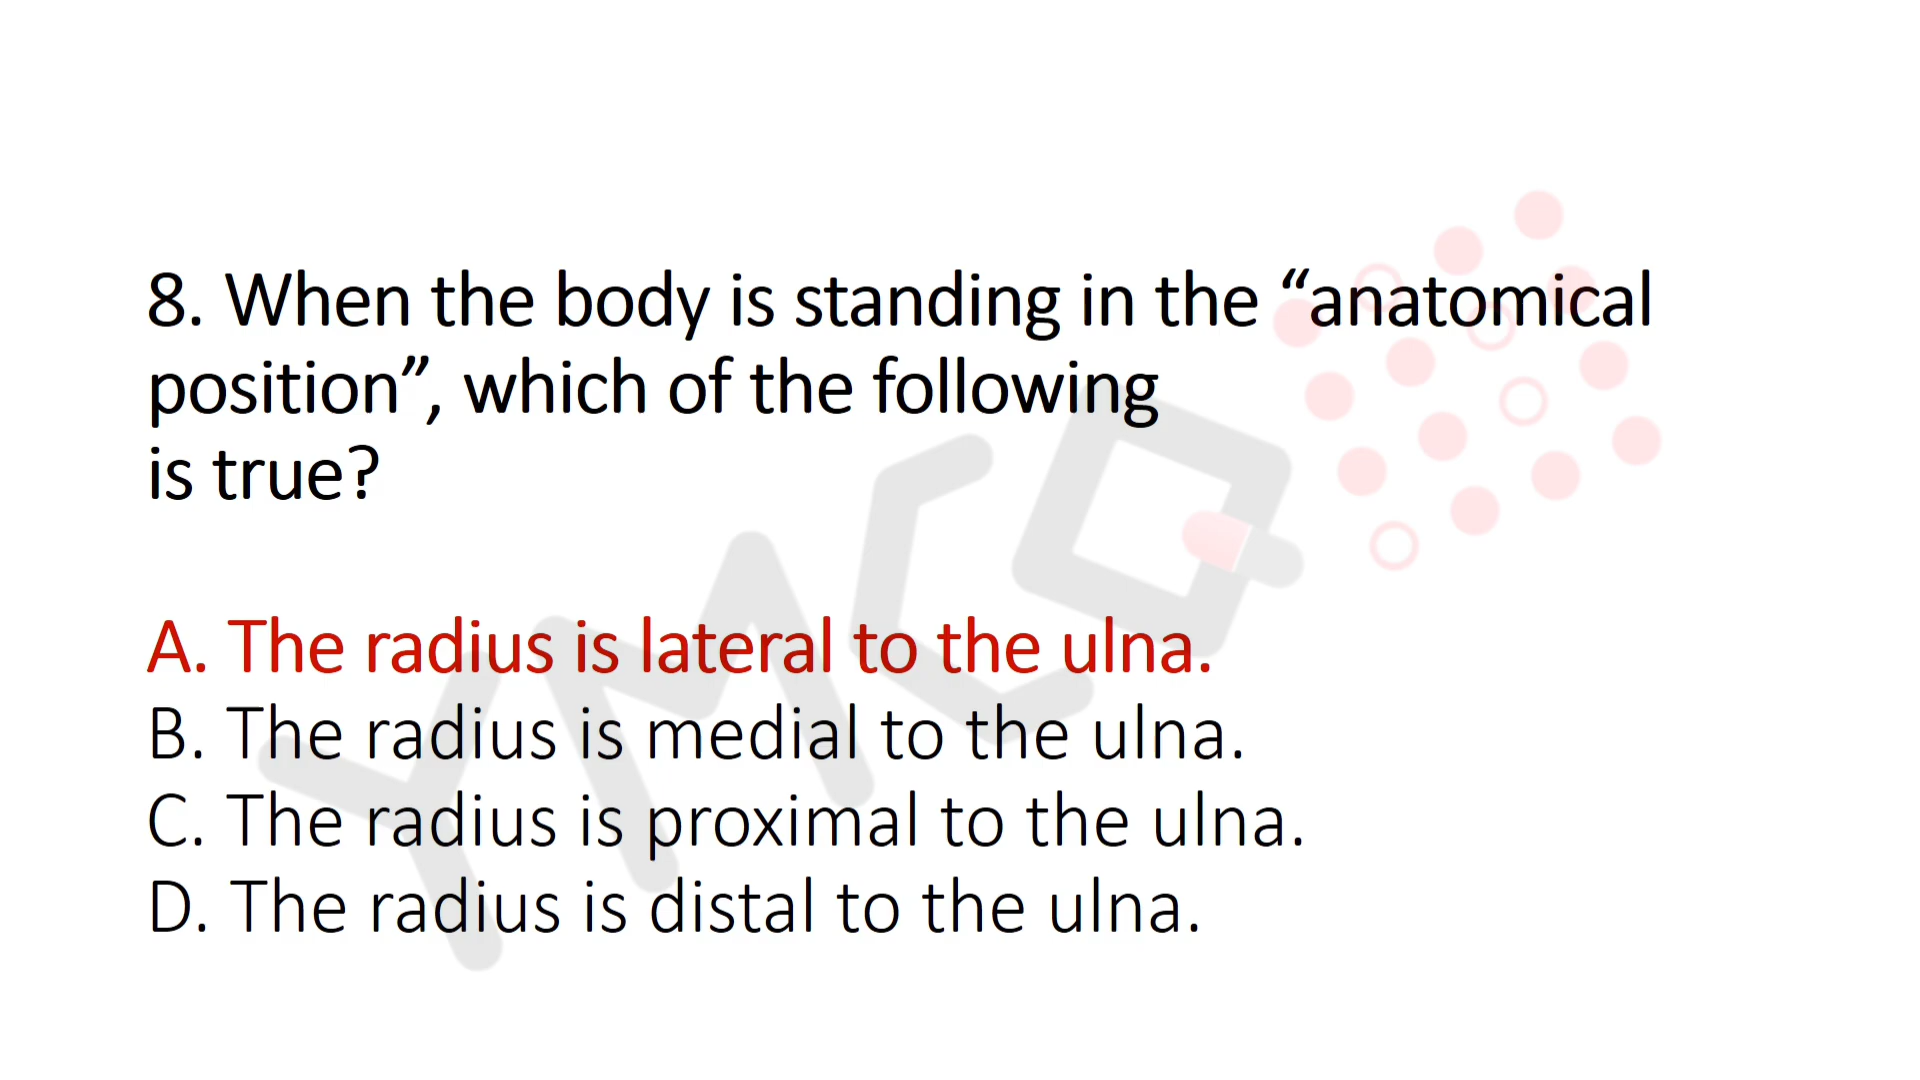 8. When the body is standing in the “anatomical
position”, which of the following
is true?
A. The radius is lateral to the ulna.
B. The radius is medial to the ulna.
C. The radius is proximal to the ulna.
D. The radius is distal to the ulna.
YMCQ